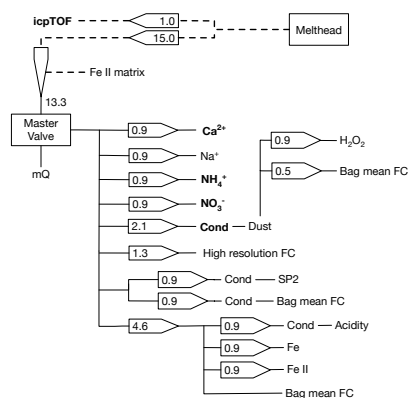 icpTOF 1.0 Melthead
15.0
Fe II matrix
13.3
Master
Valve
mQ
0.9 Ca²⁺
0.9 Na⁺
0.9 NH₄⁺
0.9 NO₃⁻
2.1 Cond Dust
0.9 H₂O₂
0.5 Bag mean FC
1.3 High resolution FC
0.9 Cond SP2
0.9 Cond Bag mean FC
4.6
0.9 Cond Acidity
0.9 Fe
0.9 Fe II
Bag mean FC